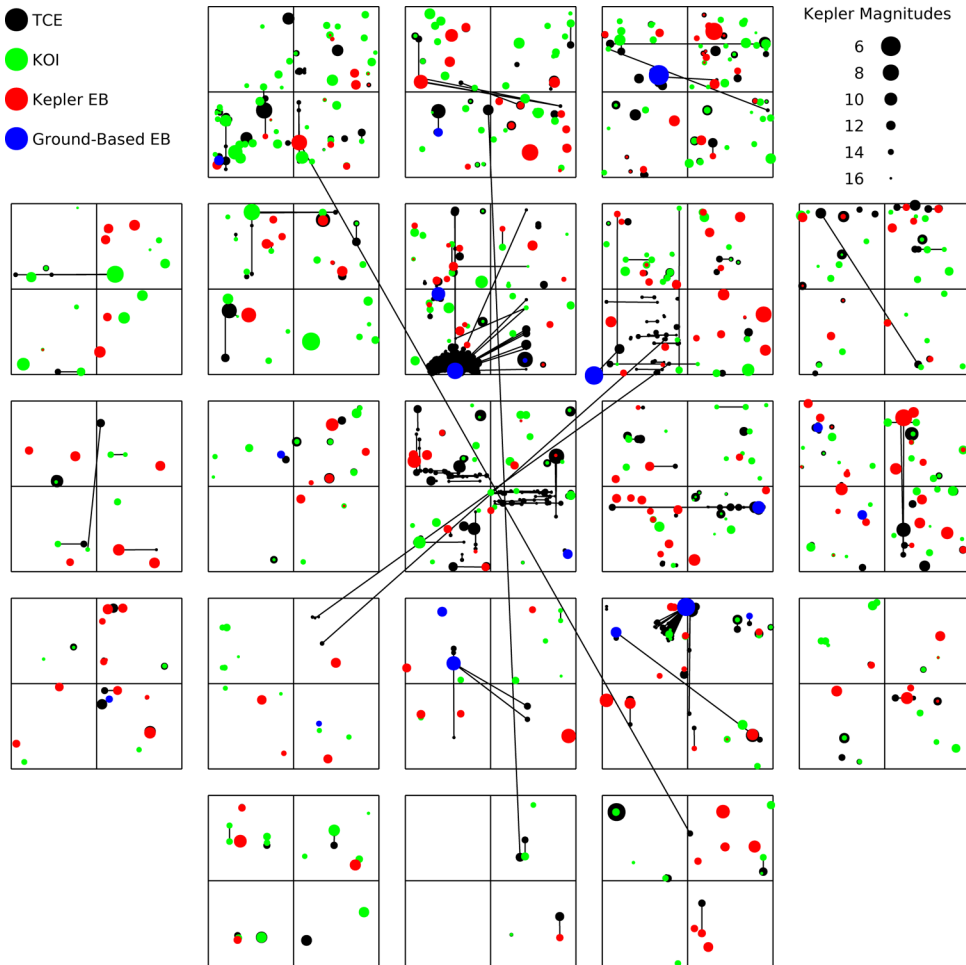 TCE
KOI
Kepler EB
Ground-Based EB
Kepler Magnitudes
6
8
10
12
14
16